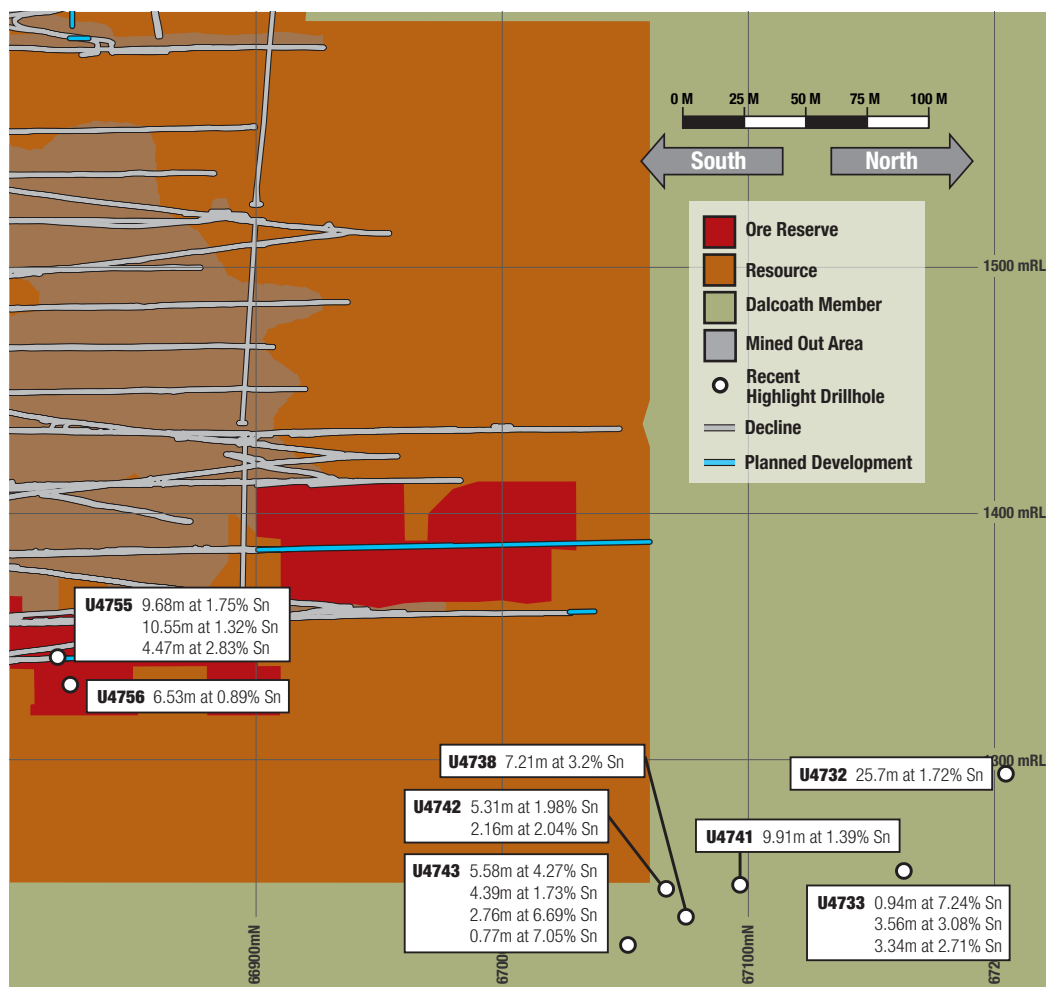 0 M 25 M 50 M 75 M 100 M
South
North
Ore Reserve
Resource
1500 mRL
Dalcoath Member
Mined Out Area
Recent
Highlight Drillhole
Decline
Planned Development
1400 mRL
U4755 9.68m at 1.75% Sn
10.55m at 1.32% Sn
4.47m at 2.83% Sn
U4756 6.53m at 0.89% Sn
U4738 7.21m at 3.2% Sn
1300 mRL
U4732 25.7m at 1.72% Sn
U4742 5.31m at 1.98% Sn
2.16m at 2.04% Sn
U4741 9.91m at 1.39% Sn
U4743 5.58m at 4.27% Sn
4.39m at 1.73% Sn
2.76m at 6.69% Sn
0.77m at 7.05% Sn
U4733 0.94m at 7.24% Sn
3.56m at 3.08% Sn
3.34m at 2.71% Sn
66900mN
67100mN